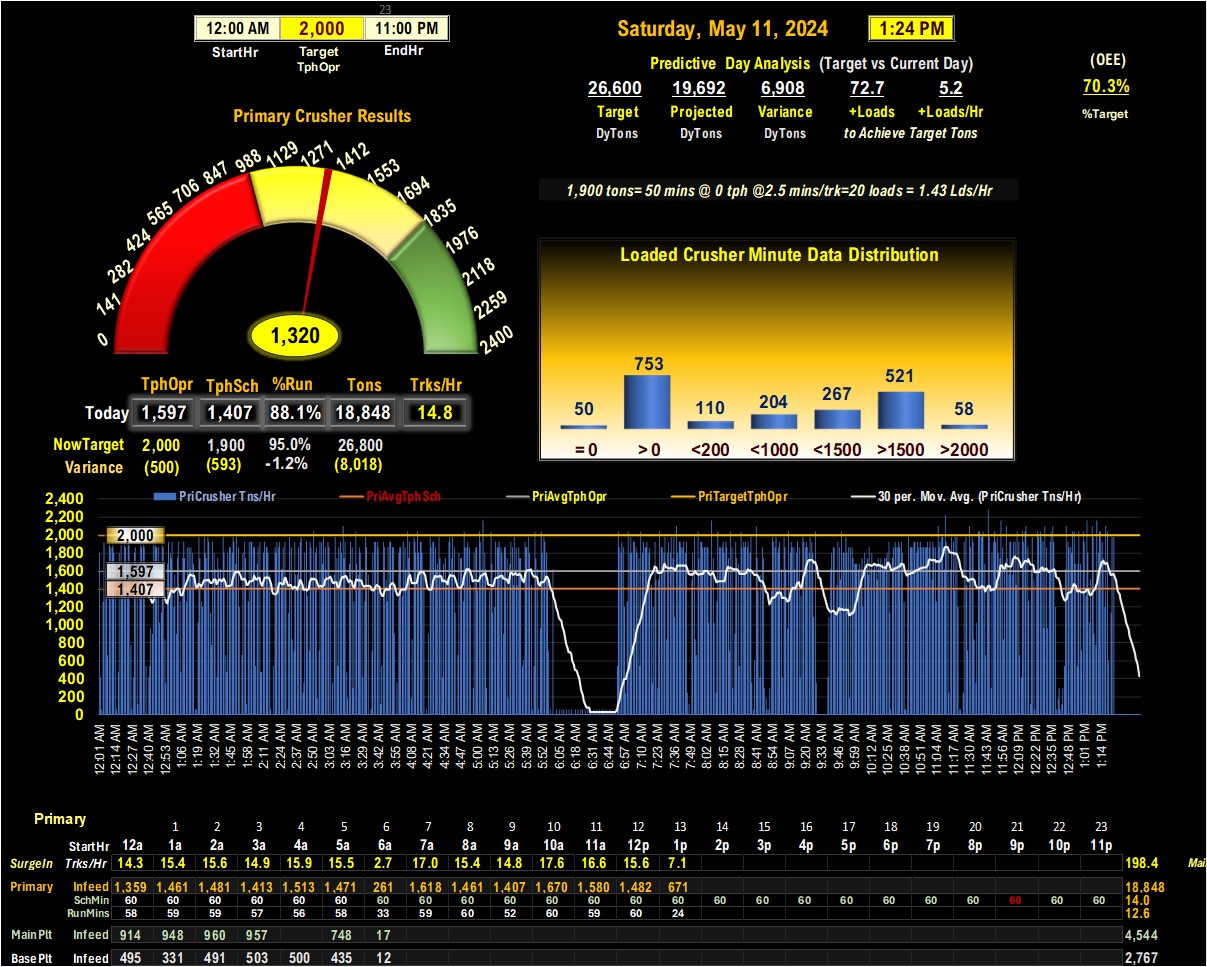 23
12:00 AM 2,000 11:00 PM
StartHr Target EndHr
TphOpr
Saturday, May 11, 2024 1:24 PM
Predictive Day Analysis (Target vs Current Day) (OEE)
26,600 19,692 6,908 72.7 5.2 70.3%
Target Projected Variance +Loads +Loads/Hr %Target
DyTons DyTons DyTons to Achieve Target Tons
Primary Crusher Results
0 141 282 424 565 706 847 988 1129 1271 1412 1553 1694 1835 1976 2118 2259 2400
1,320
1,900 tons= 50 mins @ 0 tph @2.5 mins/trk=20 loads = 1.43 Lds/Hr
Loaded Crusher Minute Data Distribution
50 753 110 204 267 521 58
= 0 > 0 <200 <1000 <1500 >1500 >2000
TphOpr TphSch %Run Tons Trks/Hr
Today 1,597 1,407 88.1% 18,848 14.8
NowTarget 2,000 1,900 95.0% 26,800
Variance (500) (593) -1.2% (8,018)
PriCrusher Tns/Hr PriAvgTphSch PriAvgTphOpr PriTargetTphOpr 30 per. Mov. Avg. (PriCrusher Tns/Hr)
2,400
2,200
2,000 2,000
1,800
1,600 1,597
1,400 1,407
1,200
1,000
800
600
400
200
0
12:01 AM 12:14 AM 12:27 AM 12:40 AM 12:53 AM 1:06 AM 1:19 AM 1:32 AM 1:45 AM 1:58 AM 2:11 AM 2:24 AM 2:37 AM 2:50 AM 3:03 AM 3:16 AM 3:29 AM 3:42 AM 3:55 AM 4:08 AM 4:21 AM 4:34 AM 4:47 AM 5:00 AM 5:13 AM 5:26 AM 5:39 AM 5:52 AM 6:05 AM 6:18 AM 6:31 AM 6:44 AM 6:57 AM 7:10 AM 7:23 AM 7:36 AM 7:49 AM 8:02 AM 8:15 AM 8:28 AM 8:41 AM 8:54 AM 9:07 AM 9:20 AM 9:33 AM 9:46 AM 9:59 AM 10:12 AM 10:25 AM 10:38 AM 10:51 AM 11:04 AM 11:17 AM 11:30 AM 11:43 AM 11:56 AM 12:09 PM 12:22 PM 12:35 PM 12:48 PM 1:01 PM 1:14 PM
Primary
1 2 3 4 5 6 7 8 9 10 11 12 13 14 15 16 17 18 19 20 21 22 23
StartHr 12a 1a 2a 3a 4a 5a 6a 7a 8a 9a 10a 11a 12p 1p 2p 3p 4p 5p 6p 7p 8p 9p 10p 11p
SurgeIn Trks/Hr 14.3 15.4 15.6 14.9 15.9 15.5 2.7 17.0 15.4 14.8 17.6 16.6 15.6 7.1 198.4
Primary Infeed 1,359 1,461 1,481 1,413 1,513 1,471 261 1,618 1,461 1,407 1,670 1,580 1,482 671 18,848
SchMin 60 60 60 60 60 60 60 60 60 60 60 60 60 60 60 60 60 60 60 60 60 60 60 60 14.0
RunMins 58 59 59 57 56 58 33 59 60 52 60 59 60 24 12.6
MainPlt Infeed 914 948 960 957 748 17 4,544
BasePlt Infeed 495 331 491 503 500 435 12 2,767